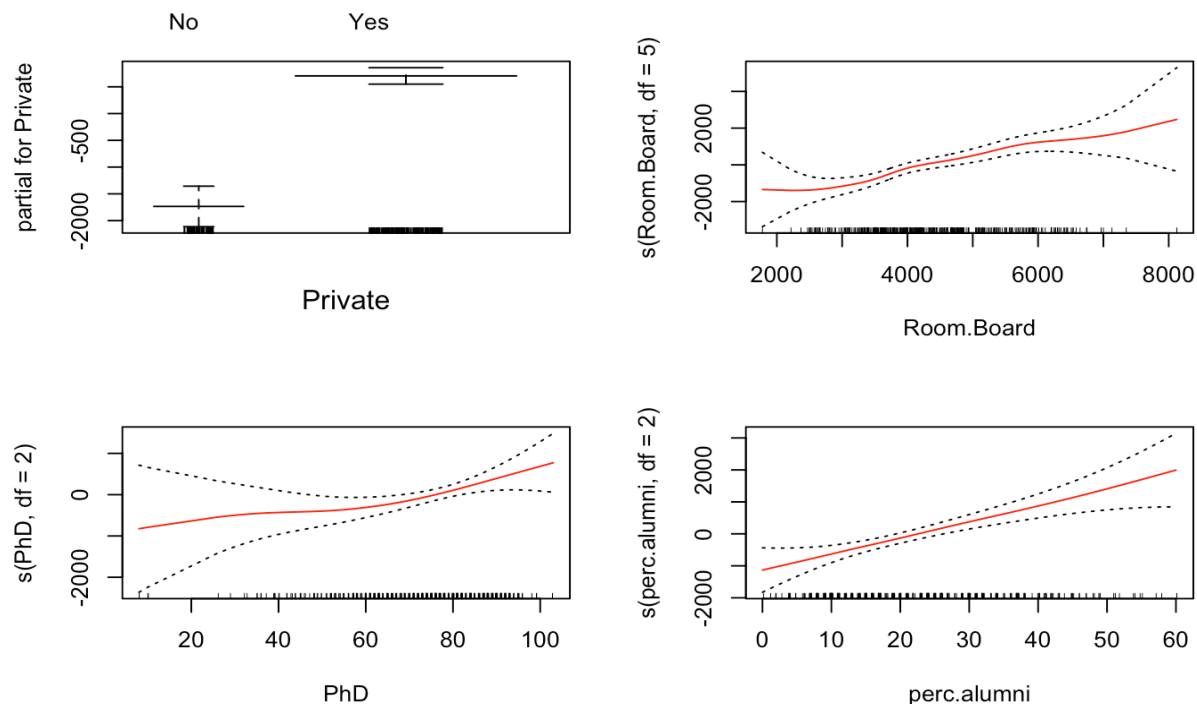 No Yes
partial for Private
-500
-2000
Private
s(Room.Board, df = 5)
2000
-2000
2000 4000 6000 8000
Room.Board
s(PhD, df = 2)
0
-2000
20 40 60 80 100
PhD
s(perc.alumni, df = 2)
2000
0
-2000
0 10 20 30 40 50 60
perc.alumni